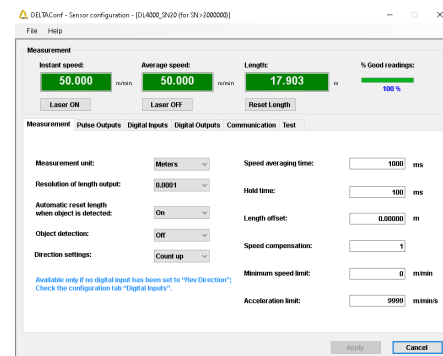 DELTAConf - Sensor configuration - [DL4000_SN20 (for SN>2000000)]
File Help
Measurement
Instant speed: Average speed: Length: % Good readings:
50.000 m/min 50.000 m/min 17.903 m 100 %
Laser ON Laser OFF Reset Length
Measurement Pulse Outputs Digital Inputs Digital Outputs Communication Test
Measurement unit: Meters Speed averaging time: 1000 ms
Resolution of length output: 0.0001 Hold time: 100 ms
Automatic reset length
when object is detected: On Length offset: 0.00000 m
Object detection: Off Speed compensation: 1
Direction settings: Count up Minimum speed limit: 0 m/min
Available only if no digital input has been set to "Rev Direction";
Check the configuration tab "Digital Inputs".
Acceleration limit: 9999 m/min/s
Apply Cancel